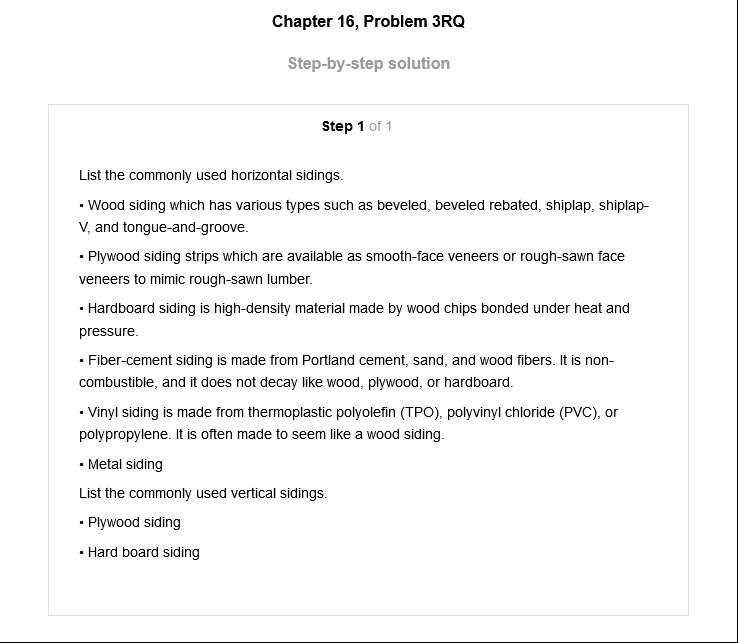 Chapter 16, Problem 3RQ
Step-by-step solution
Step 1 of 1
List the commonly used horizontal sidings.
• Wood siding which has various types such as beveled, beveled rebated, shiplap, shiplap-
V, and tongue-and-groove.
• Plywood siding strips which are available as smooth-face veneers or rough-sawn face
veneers to mimic rough-sawn lumber.
• Hardboard siding is high-density material made by wood chips bonded under heat and
pressure.
• Fiber-cement siding is made from Portland cement, sand, and wood fibers. It is non-
combustible, and it does not decay like wood, plywood, or hardboard.
• Vinyl siding is made from thermoplastic polyolefin (TPO), polyvinyl chloride (PVC), or
polypropylene. It is often made to seem like a wood siding.
• Metal siding
List the commonly used vertical sidings.
• Plywood siding
• Hard board siding